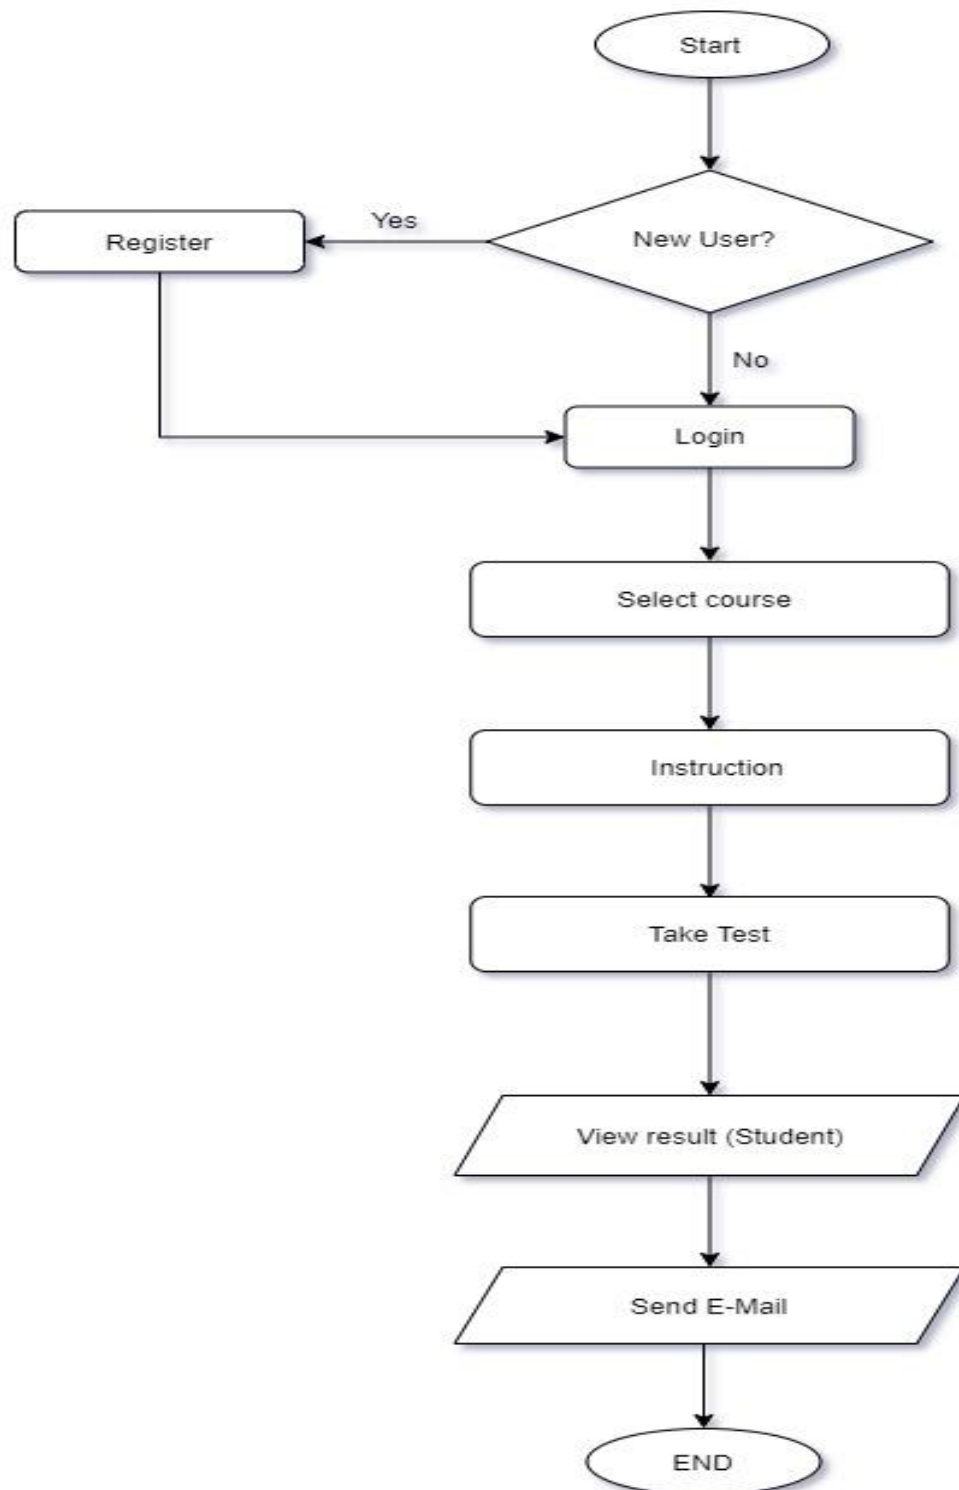 Start
New User?
Yes
Register
No
Login
Select course
Instruction
Take Test
View result (Student)
Send E-Mail
END